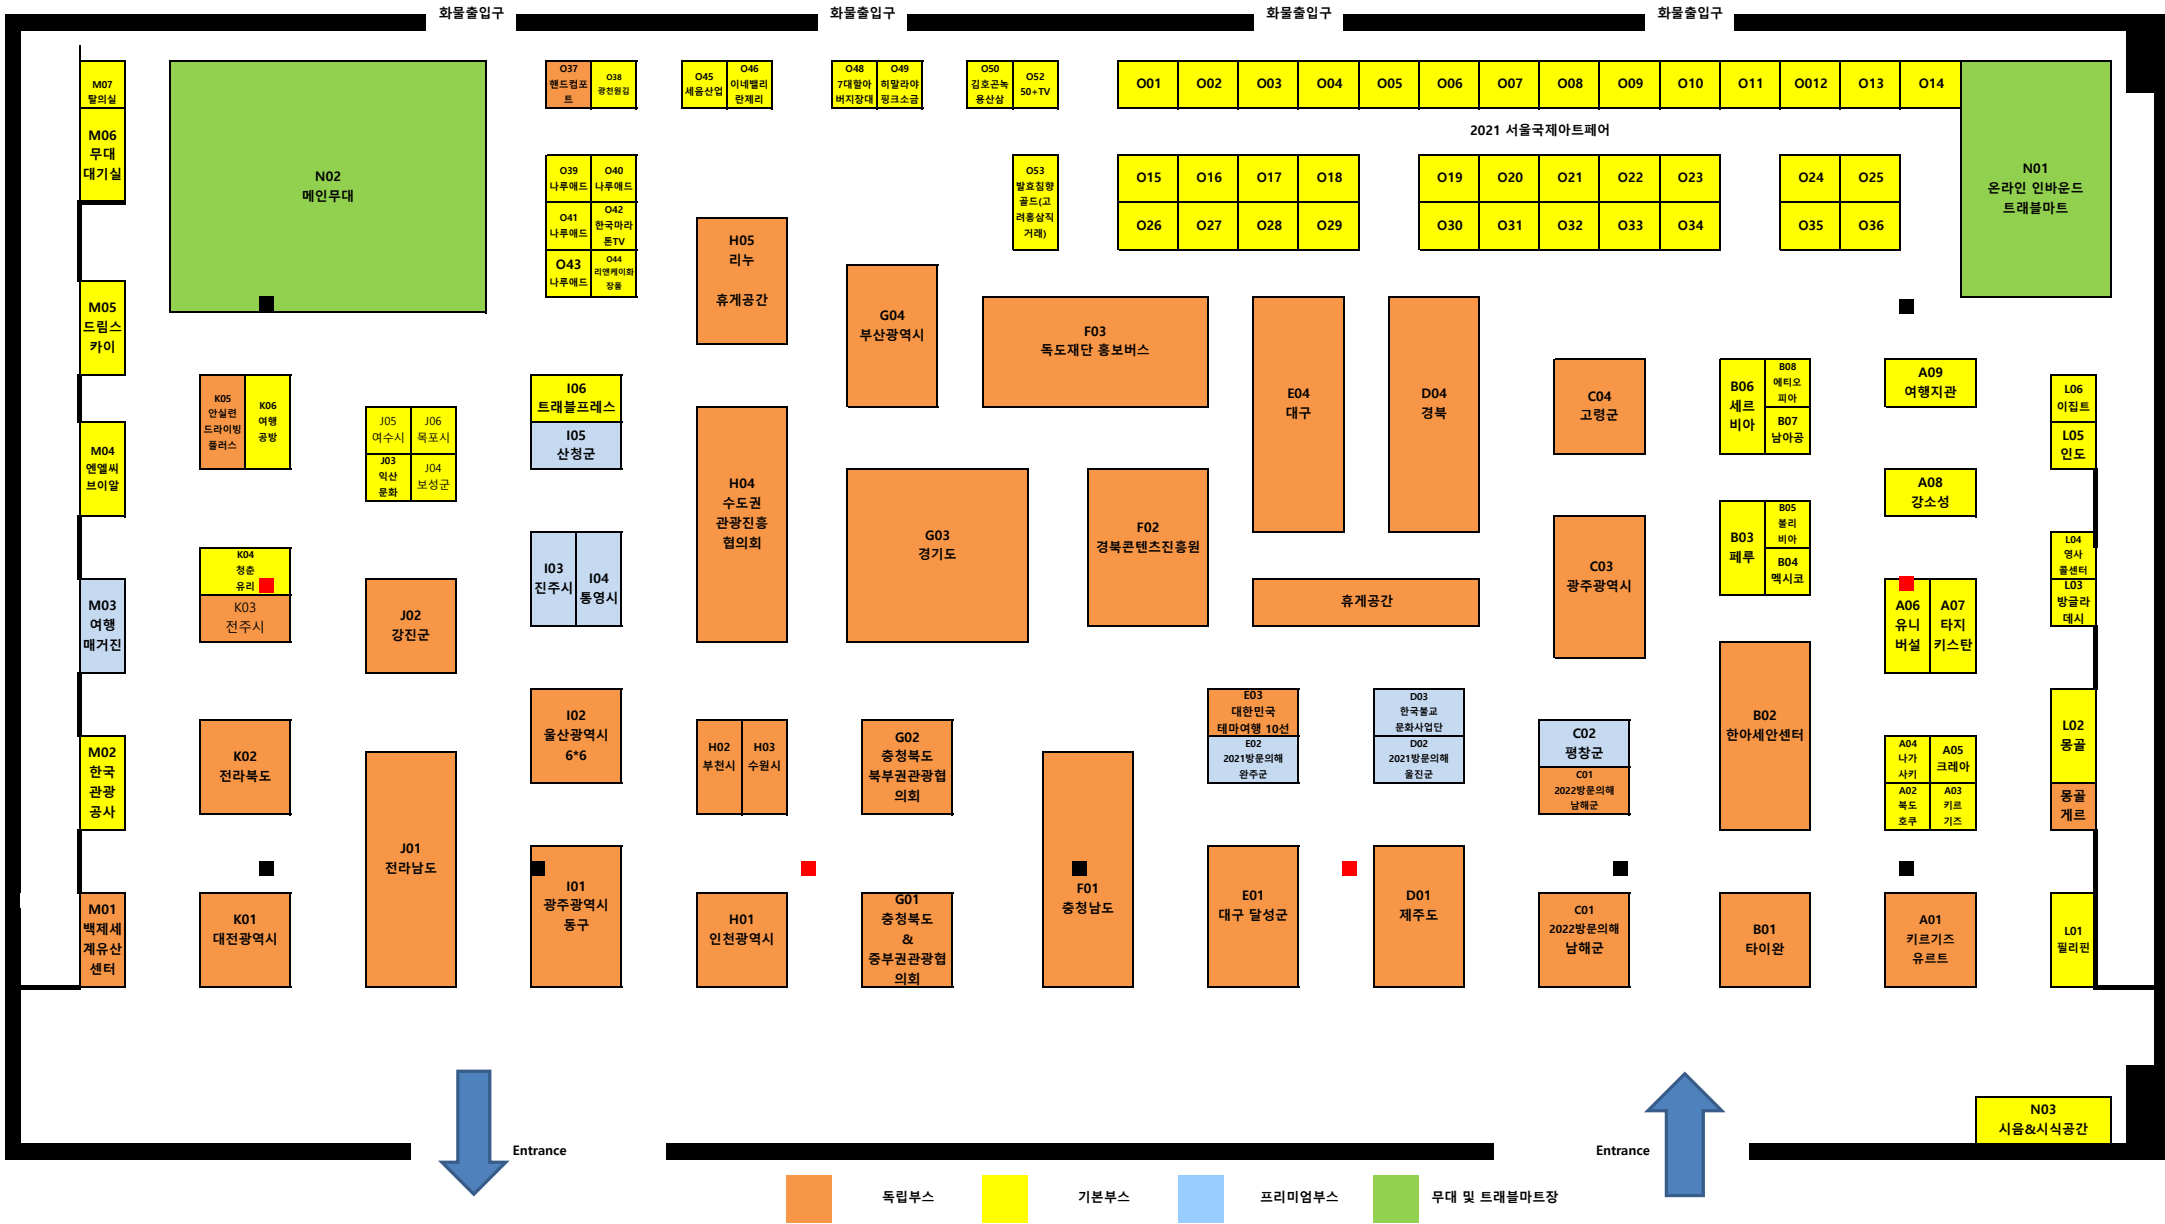 화물출입구
화물출입구
화물출입구
화물출입구
M07
탈의실
M06
무대
대기실
M05
드림스
카이
M04
엔엘씨
브이알
M03
여행
매거진
M02
한국
관광
공사
M01
백제세
계유산
센터
N02
메인무대
K05
안실련
드라이빙
플러스
K06
여행
공방
K04
청춘
유리
K03
전주시
K02
전라북도
K01
대전광역시
J05
여수시
J06
목포시
J03
익산
문화
J04
보성군
J02
강진군
J01
전라남도
O37
핸드컴포
트
O38
광천원김
O39
나루애드
O40
나루애드
O41
나루애드
O42
한국마라
톤TV
O43
나루애드
O44
리앤케이화
장품
I06
트래블프레스
I05
산청군
I03
진주시
I04
통영시
I02
울산광역시
6*6
I01
광주광역시
동구
O45
세음산업
O46
이네밸리
란제리
H05
리누
휴게공간
H04
수도권
관광진흥
협의회
H02
부천시
H03
수원시
H01
인천광역시
O48
7대할아
버지장대
O49
히말라야
핑크소금
G04
부산광역시
G03
경기도
G02
충청북도
북부권관광협
의회
G01
충청북도
&
중부권관광협
의회
O50
김호곤녹
용산삼
O52
50+TV
O53
발효침향
골드(고
려홍삼직
거래)
F03
독도재단 홍보버스
F02
경북콘텐츠진흥원
F01
충청남도
O01
O02
O03
O04
O05
O06
O07
O08
O09
O10
O11
O012
O13
O14
2021 서울국제아트페어
O15
O16
O17
O18
O19
O20
O21
O22
O23
O24
O25
O26
O27
O28
O29
O30
O31
O32
O33
O34
O35
O36
N01
온라인 인바운드
트래블마트
E04
대구
D04
경북
휴게공간
E03
대한민국
테마여행 10선
E02
2021방문의해
완주군
E01
대구 달성군
D03
한국불교
문화사업단
D02
2021방문의해
울진군
D01
제주도
C04
고령군
C03
광주광역시
C02
평창군
C01
2022방문의해
남해군
C01
2022방문의해
남해군
B06
세르
비아
B08
에티오
피아
B07
남아공
B03
페루
B05
볼리
비아
B04
멕시코
B02
한아세안센터
B01
타이완
A09
여행지관
A08
강소성
A06
유니
버설
A07
타지
키스탄
A04
나가
사키
A05
크레아
A02
북도
호쿠
A03
키르
기즈
A01
키르기즈
유르트
L06
이집트
L05
인도
L04
영사
콜센터
L03
방글라
데시
L02
몽골
몽골
게르
L01
필리핀
N03
시음&시식공간
Entrance
Entrance
독립부스
기본부스
프리미엄부스
무대 및 트래블마트장